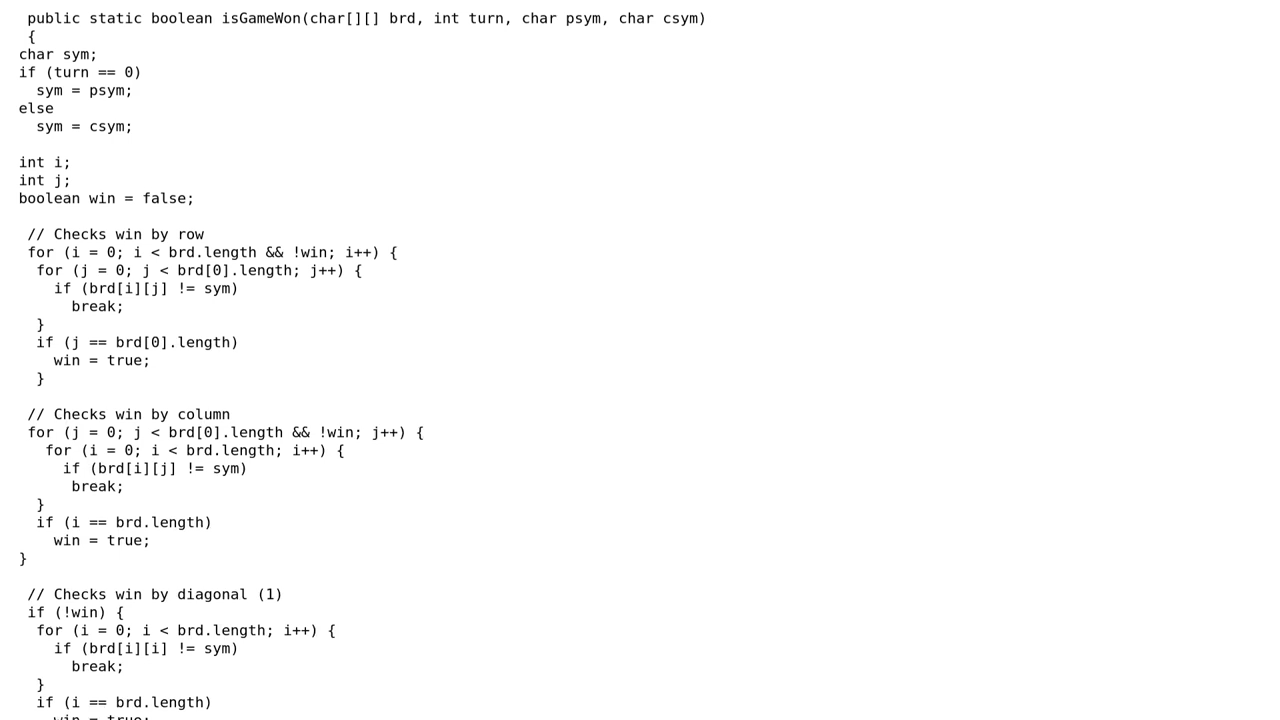 public static boolean isGameWon(char[][] brd, int turn, char psym, char csym)
{
char sym;
if (turn == 0)
sym = psym;
else
sym = csym;
int i;
int j;
boolean win = false;
// Checks win by row
for (i = 0; i < brd.length && !win; i++) {
for (j = 0; j < brd[0].length; j++) {
if (brd[i][j] != sym)
break;
}
if (j == brd[0].length)
win = true;
}
// Checks win by column
for (j = 0; j < brd[0].length && !win; j++) {
for (i = 0; i < brd.length; i++) {
if (brd[i][j] != sym)
break;
}
if (i == brd.length)
win = true;
}
// Checks win by diagonal (1)
if (!win) {
for (i = 0; i < brd.length; i++) {
if (brd[i][i] != sym)
break;
}
if (i == brd.length)
win = true;